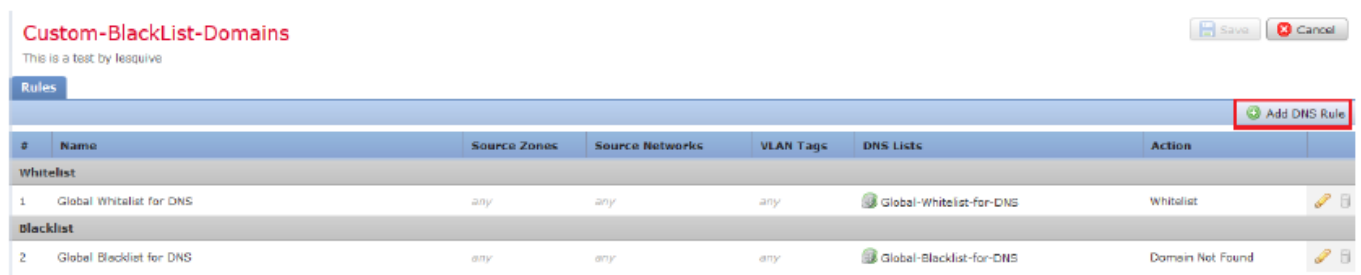 Custom-BlackList-Domains
Save
Cancel
This is a test by lesquive
Rules
Add DNS Rule
# Name Source Zones Source Networks VLAN Tags DNS Lists Action
Whitelist
1 Global Whitelist for DNS any any any Global-Whitelist-for-DNS Whitelist
Blacklist
2 Global Blacklist for DNS any any any Global-Blacklist-for-DNS Domain Not Found